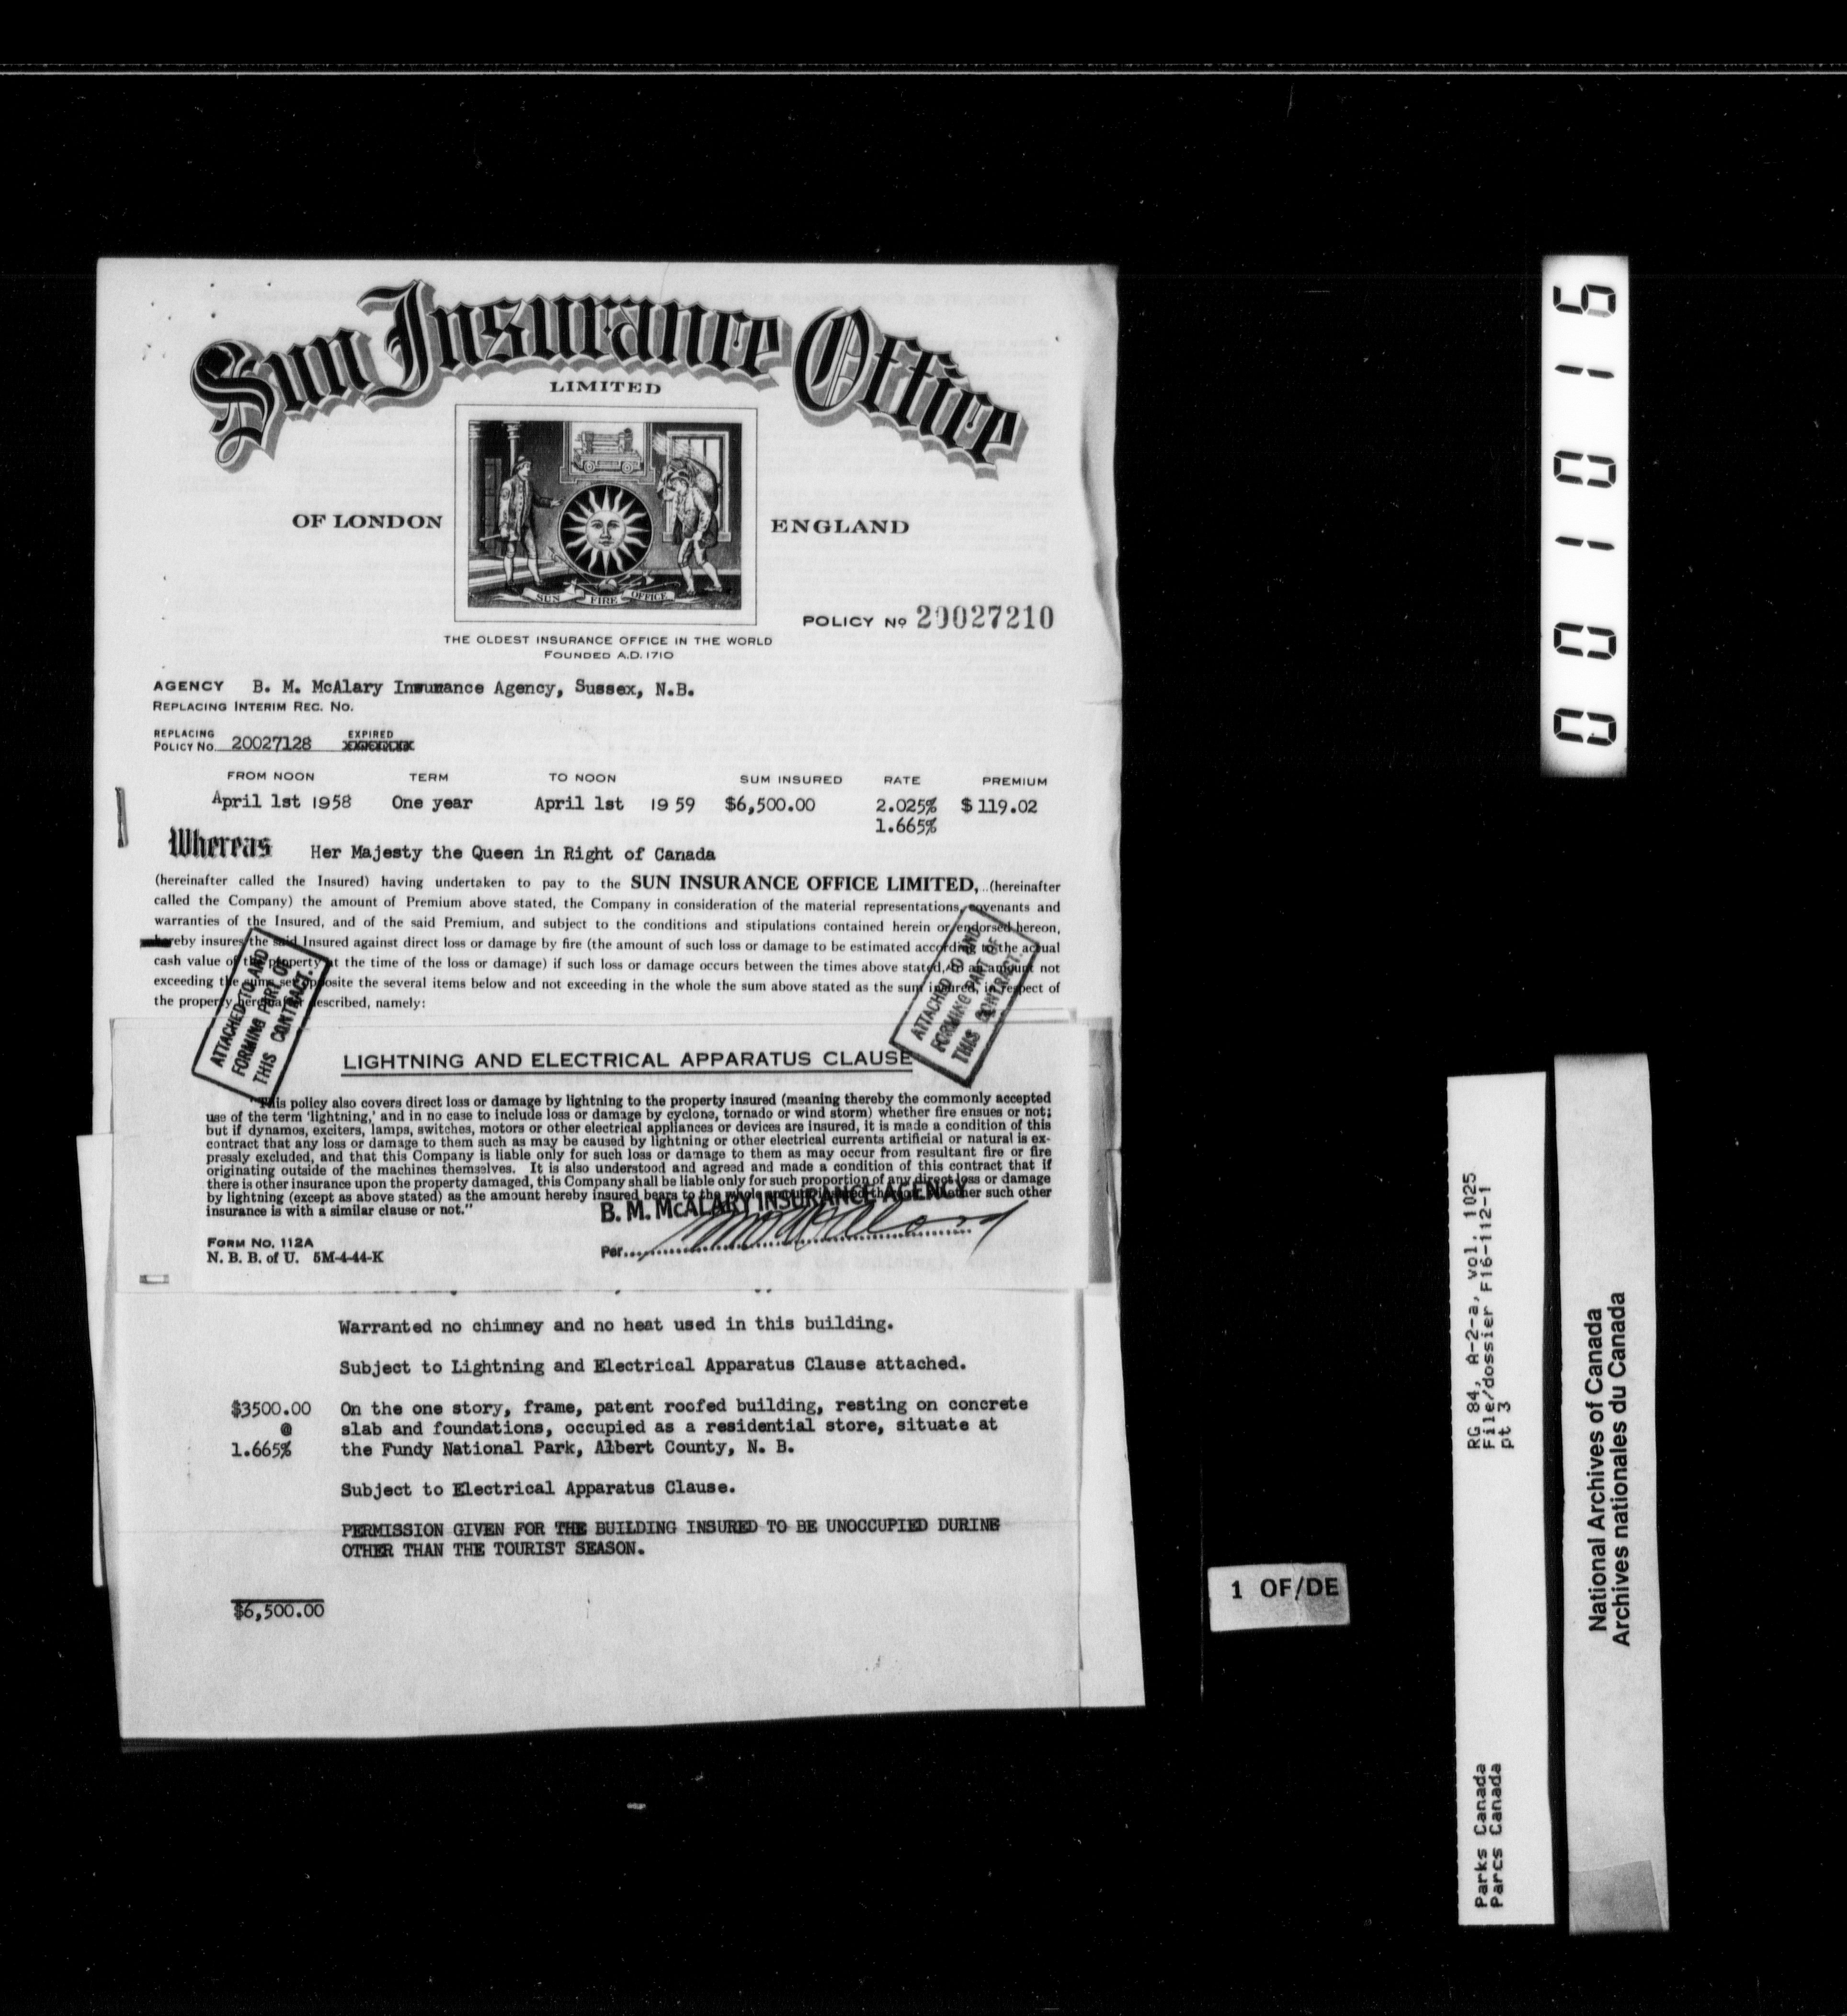 Sun Insurance Office
LIMITED
OF LONDON ENGLAND
SUN FIRE OFFICE
POLICY No 20027210
THE OLDEST INSURANCE OFFICE IN THE WORLD
FOUNDED A.D. 1710
AGENCY B. M. McAlary Insurance Agency, Sussex, N.B.
REPLACING INTERIM REC. No.
REPLACING POLICY No. 20027128 EXPIRED
FROM NOON TERM TO NOON SUM INSURED RATE PREMIUM
April 1st 1958 One year April 1st 1959 $6,500.00 2.025% $119.02
1.665%
Whereas Her Majesty the Queen in Right of Canada
(hereinafter called the Insured) having undertaken to pay to the SUN INSURANCE OFFICE LIMITED, (hereinafter
called the Company) the amount of Premium above stated, the Company in consideration of the material representations, covenants and
warranties of the Insured, and of the said Premium, and subject to the conditions and stipulations contained herein or endorsed hereon,
hereby insures the said Insured against direct loss or damage by fire (the amount of such loss or damage to be estimated according to the actual
cash value of the property at the time of the loss or damage) if such loss or damage occurs between the times above stated, to an amount not
exceeding the sums set opposite the several items below and not exceeding in the whole the sum above stated as the sum insured, in respect of
the property hereinafter described, namely:
ATTACHED TO AND
FORMING PART OF
THIS CONTRACT.
ATTACHED TO AND
FORMING PART OF
THIS CONTRACT.
LIGHTNING AND ELECTRICAL APPARATUS CLAUSE
"This policy also covers direct loss or damage by lightning to the property insured (meaning thereby the commonly accepted
use of the term 'lightning,' and in no case to include loss or damage by cyclone, tornado or wind storm) whether fire ensues or not;
but if dynamos, exciters, lamps, switches, motors or other electrical appliances or devices are insured, it is made a condition of this
contract that any loss or damage to them such as may be caused by lightning or other electrical currents artificial or natural is ex-
pressly excluded, and that this Company is liable only for such loss or damage to them as may occur from resultant fire or fire
originating outside of the machines themselves. It is also understood and agreed and made a condition of this contract that if
there is other insurance upon the property damaged, this Company shall be liable only for such proportion of any direct loss or damage
by lightning (except as above stated) as the amount hereby insured bears to the whole amount insured thereon, whether such other
insurance is with a similar clause or not."
B. M. McALARY INSURANCE AGENCY
Per
FORM No. 112A
N. B. B. of U. 5M-4-44-K
Warranted no chimney and no heat used in this building.
Subject to Lightning and Electrical Apparatus Clause attached.
$3500.00 On the one story, frame, patent roofed building, resting on concrete
@ slab and foundations, occupied as a residential store, situate at
1.665% the Fundy National Park, Albert County, N. B.
Subject to Electrical Apparatus Clause.
PERMISSION GIVEN FOR THE BUILDING INSURED TO BE UNOCCUPIED DURING
OTHER THAN THE TOURIST SEASON.
$6,500.00
1 OF/DE
001016
RG 84, A-2-a, vol. 1025
File/dossier F16-112-1
pt 3
Parks Canada
Parcs Canada
National Archives of Canada
Archives nationales du Canada